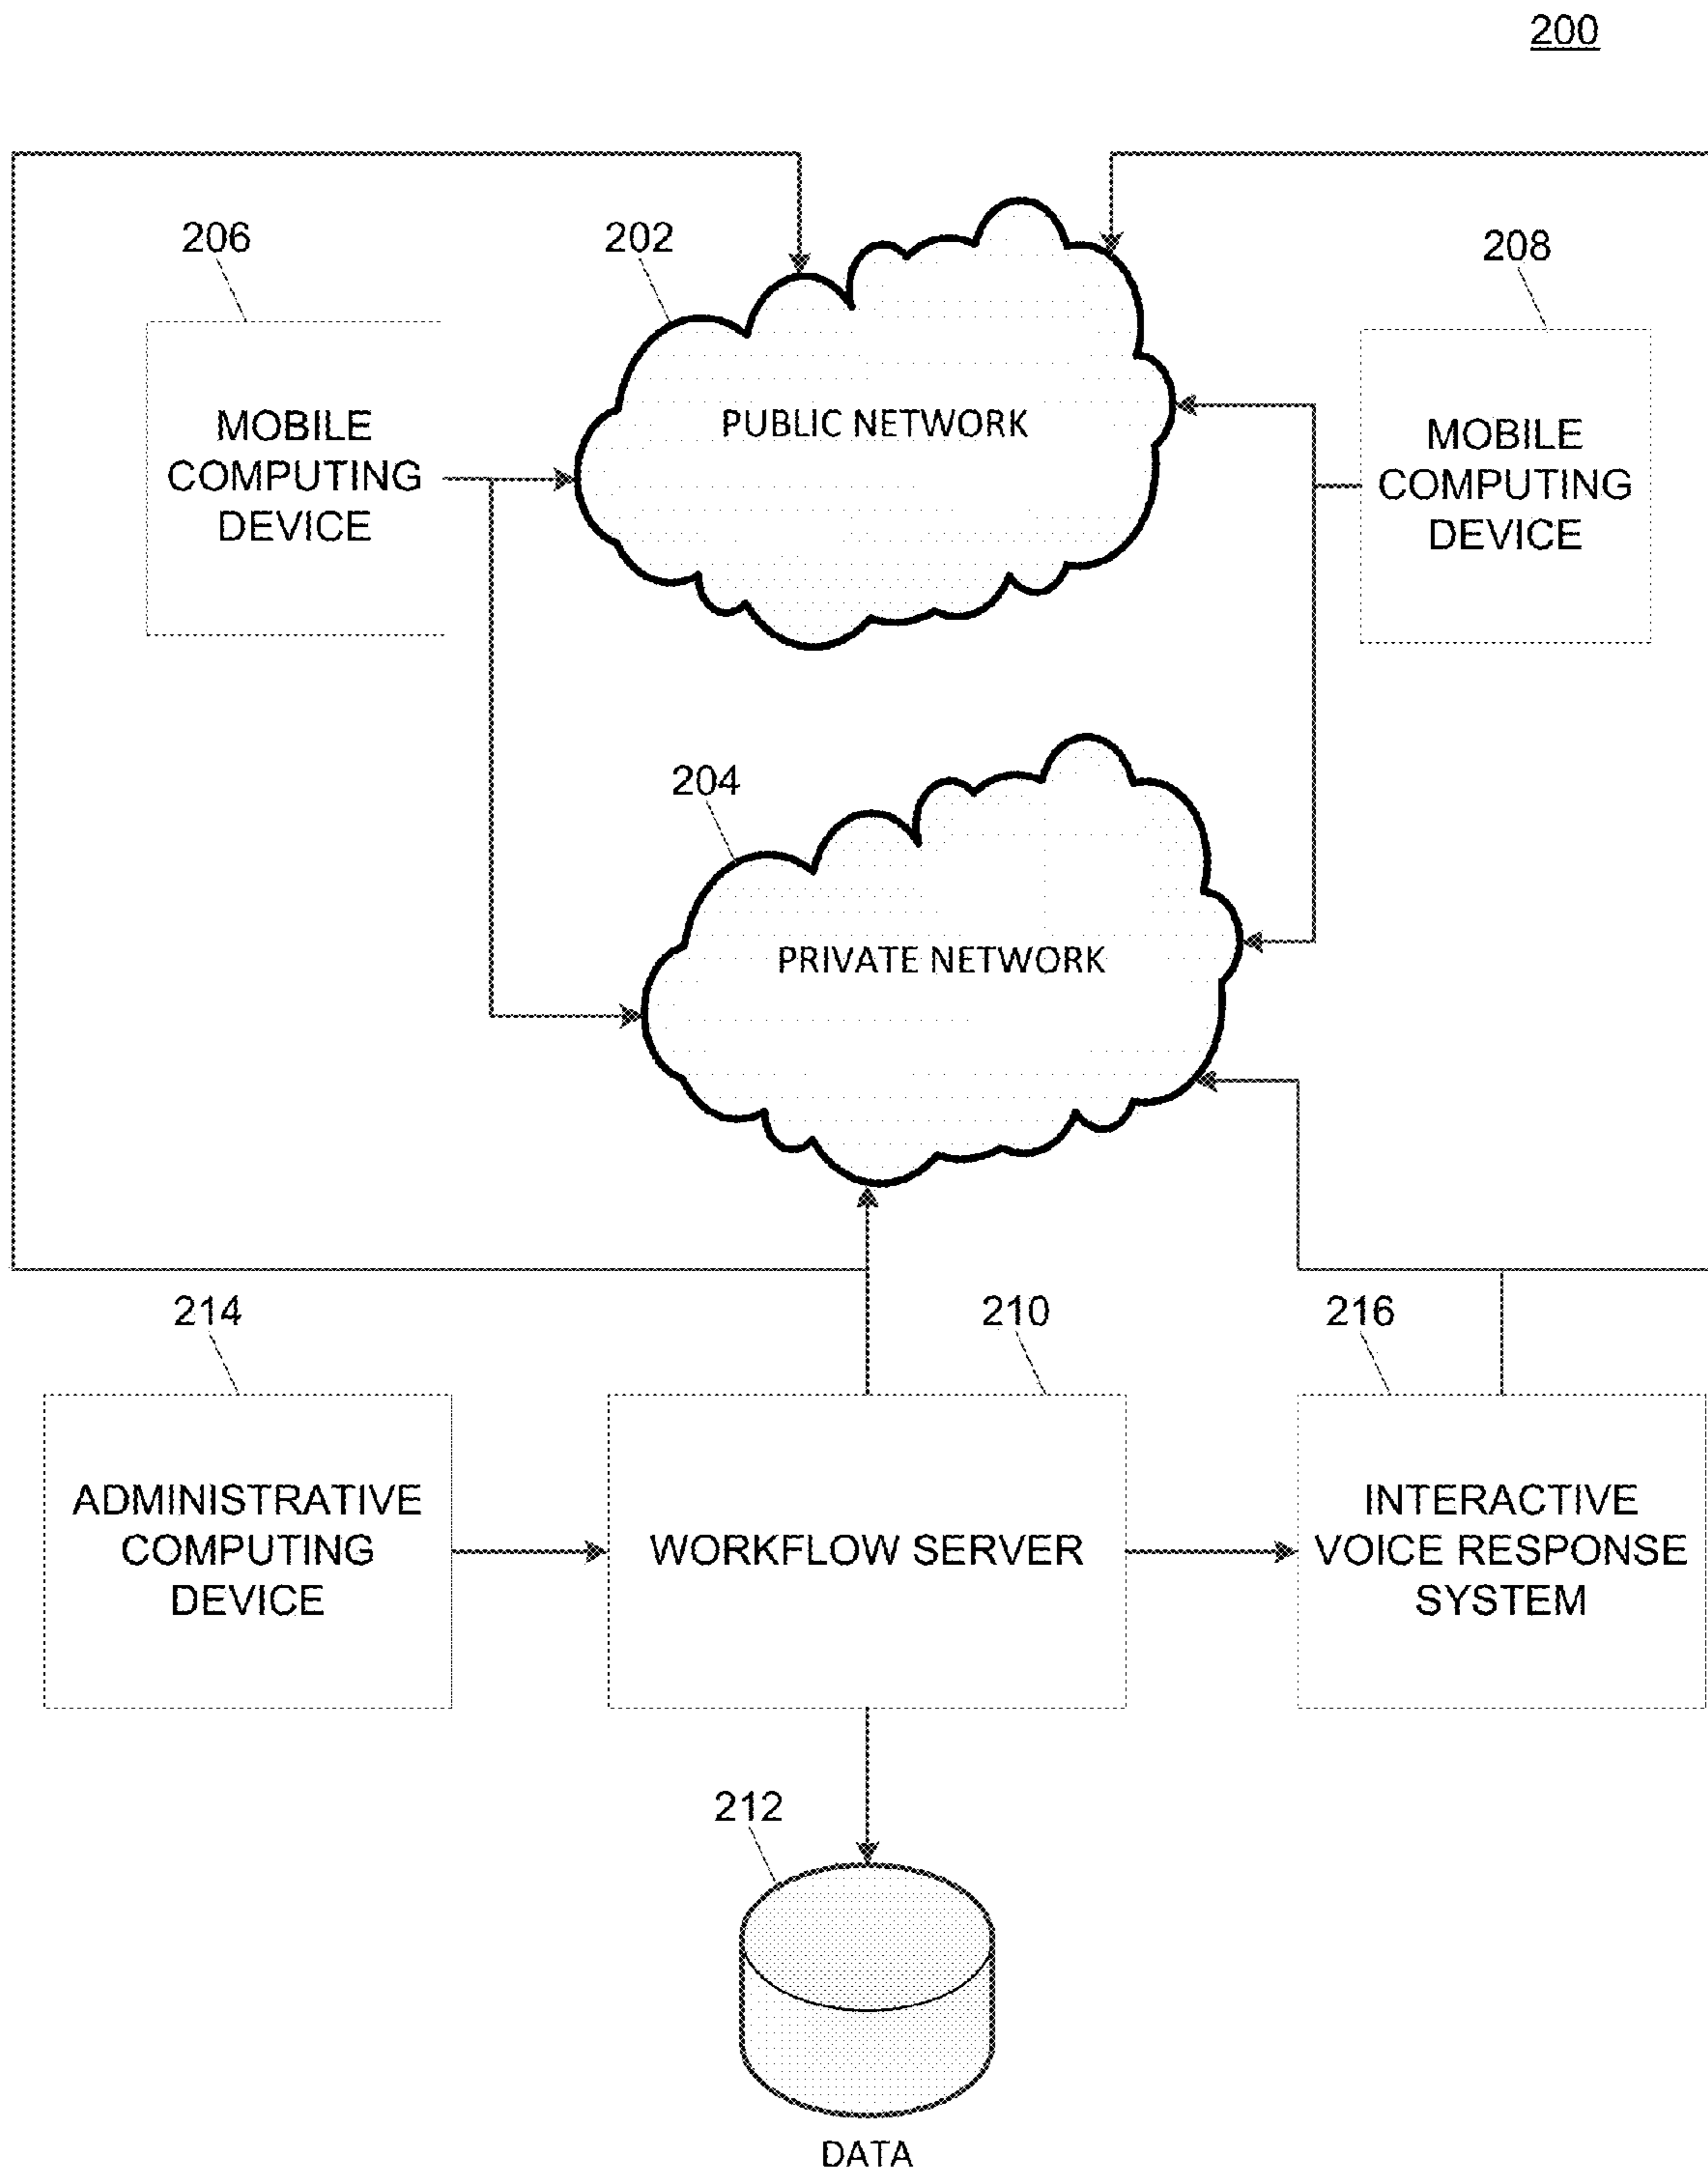 200
206
202
208
MOBILE
COMPUTING
DEVICE
PUBLIC NETWORK
MOBILE
COMPUTING
DEVICE
204
PRIVATE NETWORK
214
210
216
ADMINISTRATIVE
COMPUTING
DEVICE
WORKFLOW SERVER
INTERACTIVE
VOICE RESPONSE
SYSTEM
212
DATA